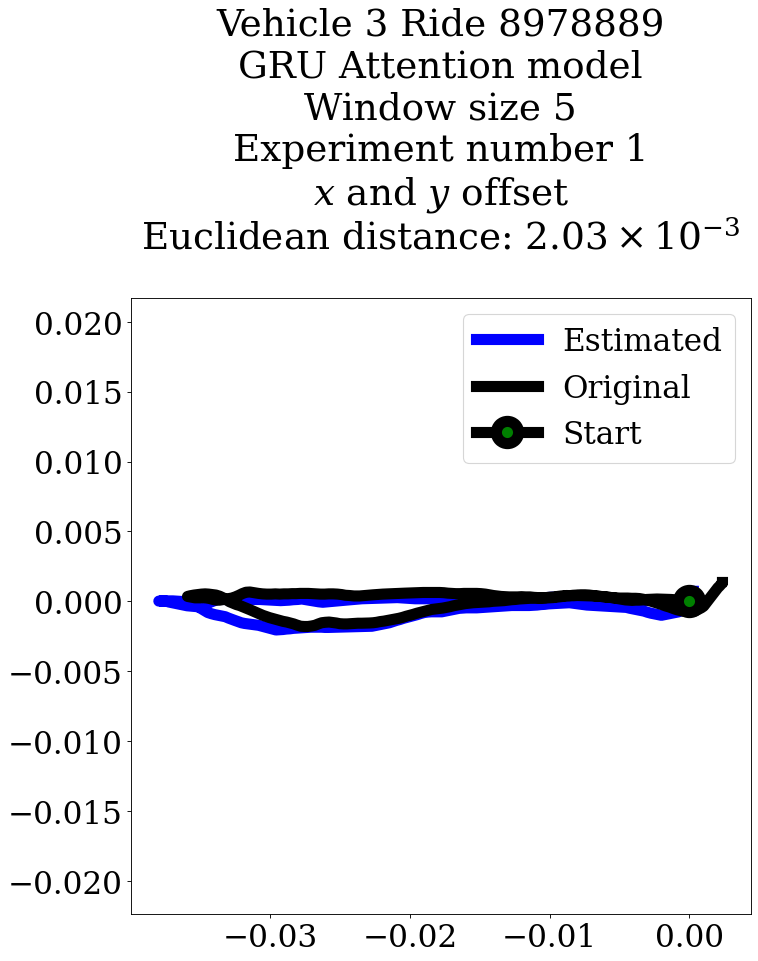 Vehicle 3 Ride 8978889
GRU Attention model
Window size 5
Experiment number 1
x and y offset
Euclidean distance: 2.03 × 10⁻³
Estimated
Original
Start
0.020
0.015
0.010
0.005
0.000
−0.005
−0.010
−0.015
−0.020
−0.03 −0.02 −0.01 0.00